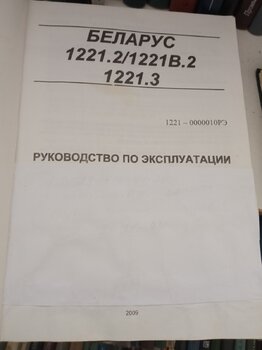 БЕЛАРУС
1221.2/1221В.2
1221.3
1221 – 0000010РЭ
РУКОВОДСТВО ПО ЭКСПЛУАТАЦИИ
2009